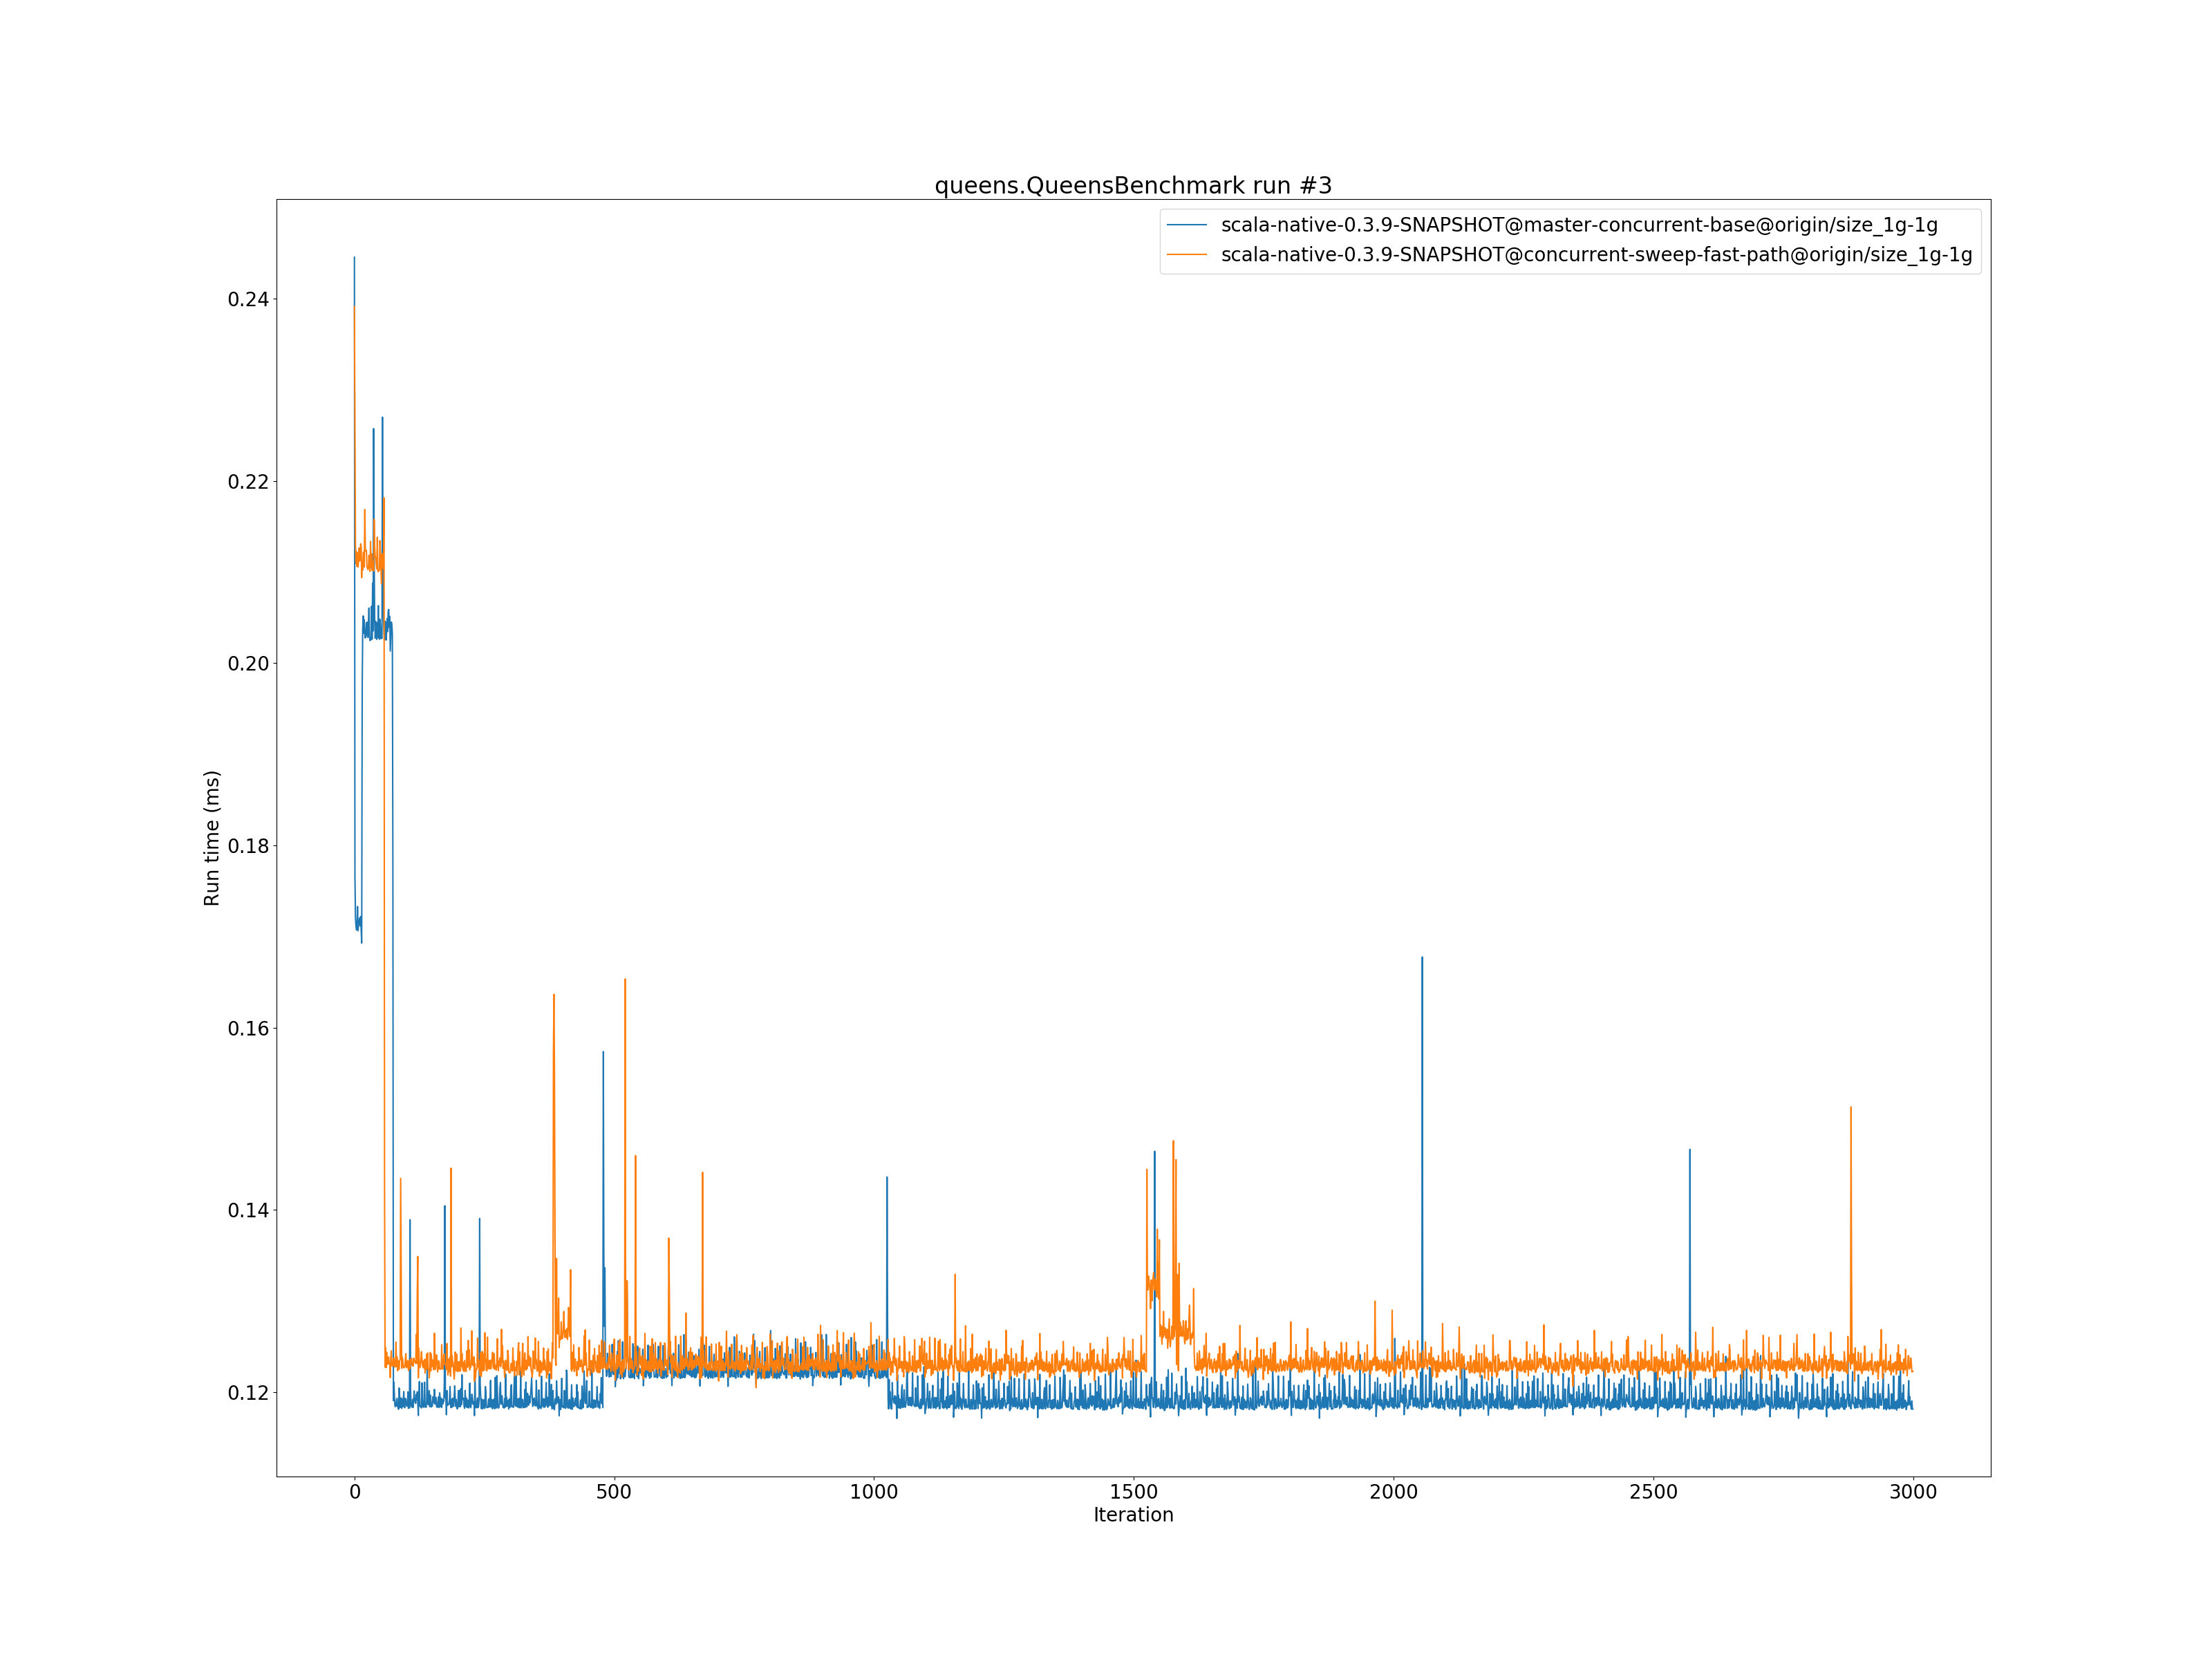 queens.QueensBenchmark run #3
scala-native-0.3.9-SNAPSHOT@master-concurrent-base@origin/size_1g-1g
scala-native-0.3.9-SNAPSHOT@concurrent-sweep-fast-path@origin/size_1g-1g
0.24
0.22
0.20
0.18
0.16
0.14
0.12
Run time (ms)
0 500 1000 1500 2000 2500 3000
Iteration